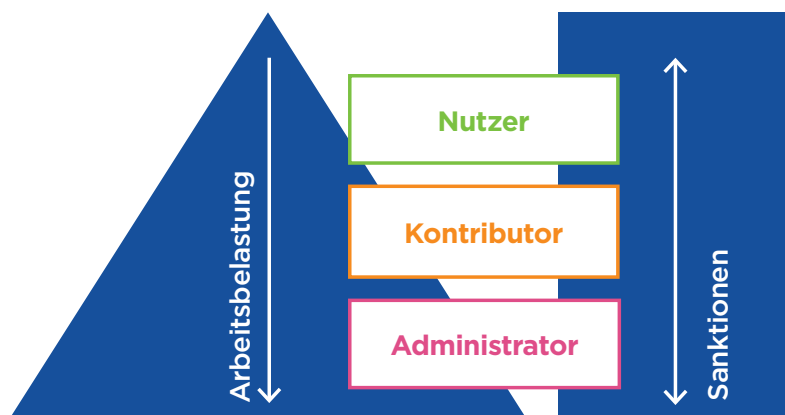 Arbeitsbelastung
Nutzer
Kontributor
Administrator
Sanktionen